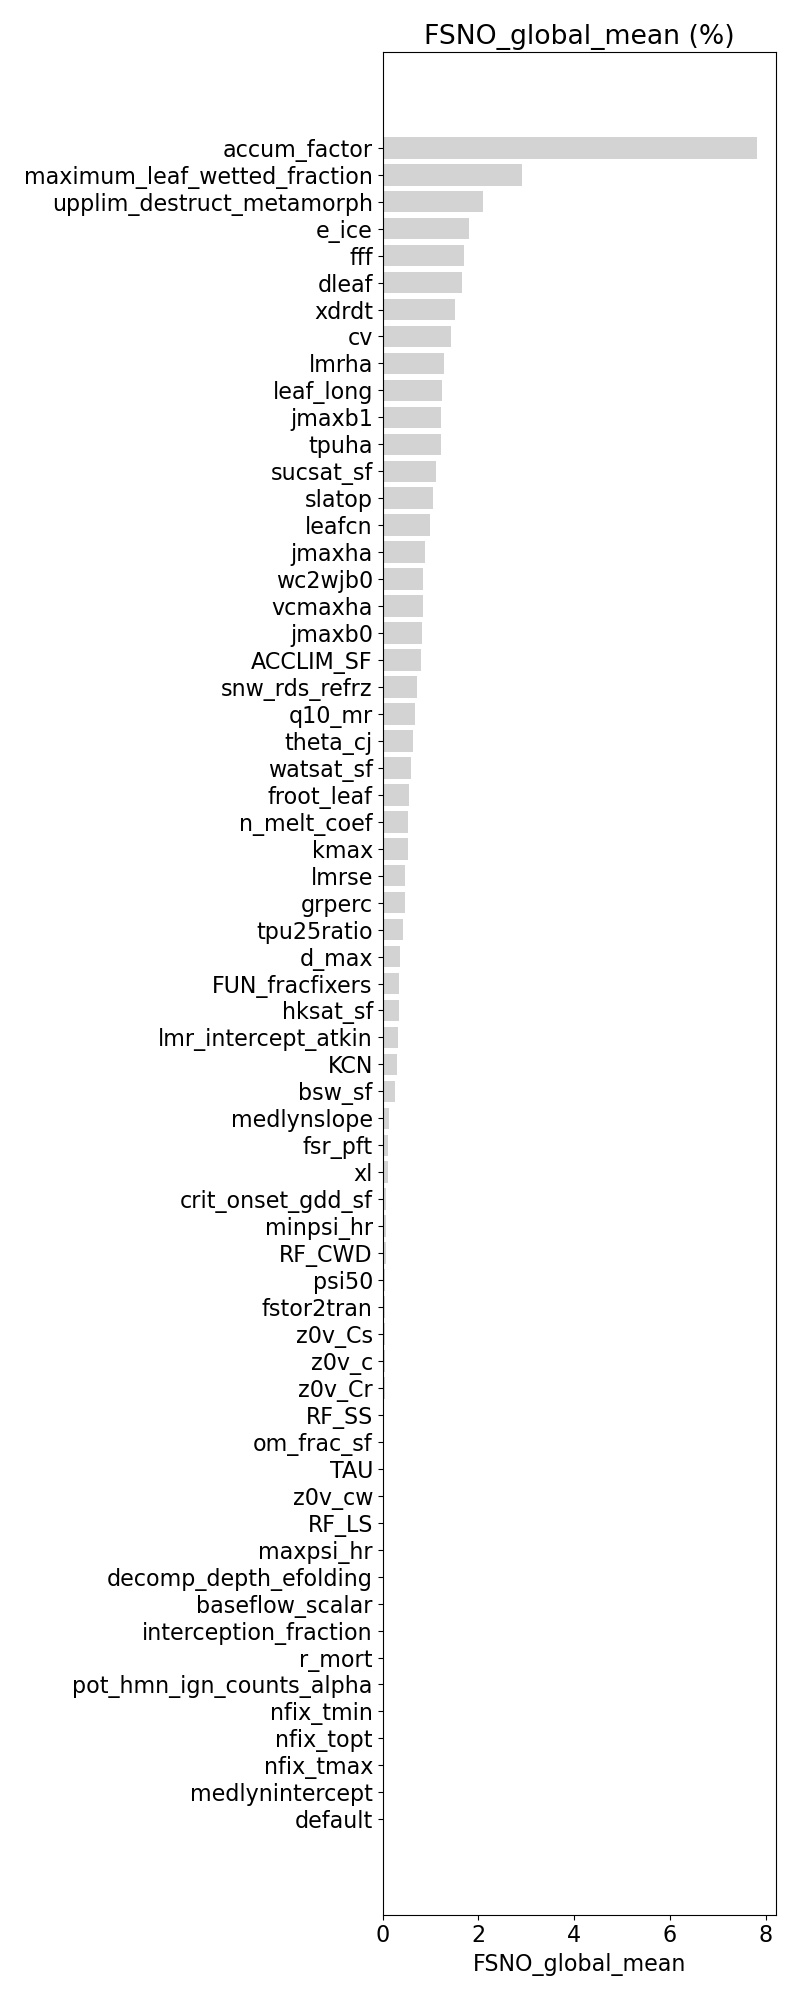 FSNO_global_mean (%)
accum_factor
maximum_leaf_wetted_fraction
upplim_destruct_metamorph
e_ice
fff
dleaf
xdrdt
cv
lmrha
leaf_long
jmaxb1
tpuha
sucsat_sf
slatop
leafcn
jmaxha
wc2wjb0
vcmaxha
jmaxb0
ACCLIM_SF
snw_rds_refrz
q10_mr
theta_cj
watsat_sf
froot_leaf
n_melt_coef
kmax
lmrse
grperc
tpu25ratio
d_max
FUN_fracfixers
hksat_sf
lmr_intercept_atkin
KCN
bsw_sf
medlynslope
fsr_pft
xl
crit_onset_gdd_sf
minpsi_hr
RF_CWD
psi50
fstor2tran
z0v_Cs
z0v_c
z0v_Cr
RF_SS
om_frac_sf
TAU
z0v_cw
RF_LS
maxpsi_hr
decomp_depth_efolding
baseflow_scalar
interception_fraction
r_mort
pot_hmn_ign_counts_alpha
nfix_tmin
nfix_topt
nfix_tmax
medlynintercept
default
0 2 4 6 8
FSNO_global_mean